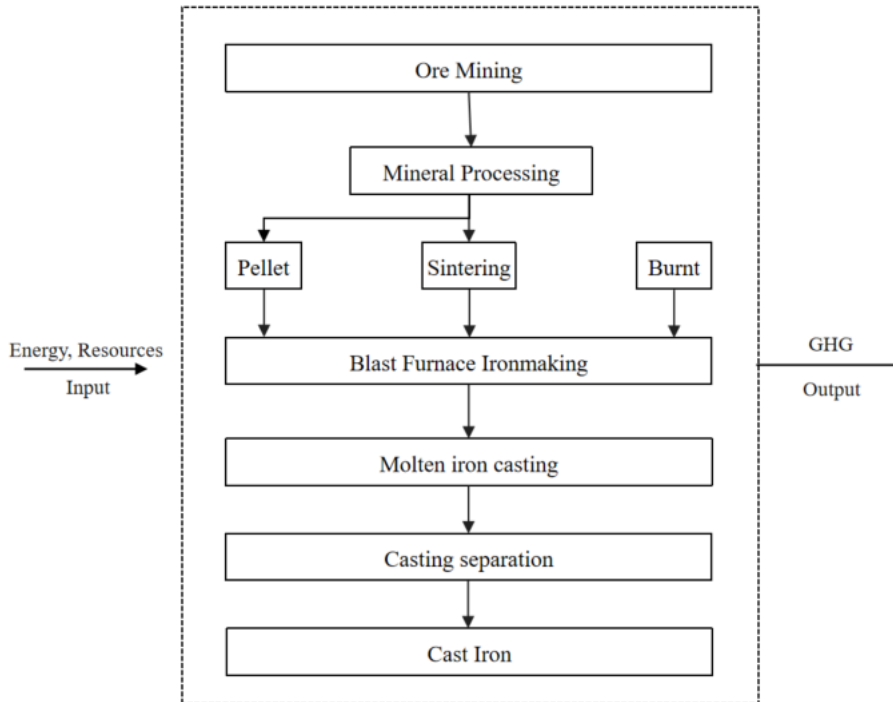 Ore Mining
Mineral Processing
Pellet
Sintering
Burnt
Energy, Resources
Input
Blast Furnace Ironmaking
GHG
Output
Molten iron casting
Casting separation
Cast Iron